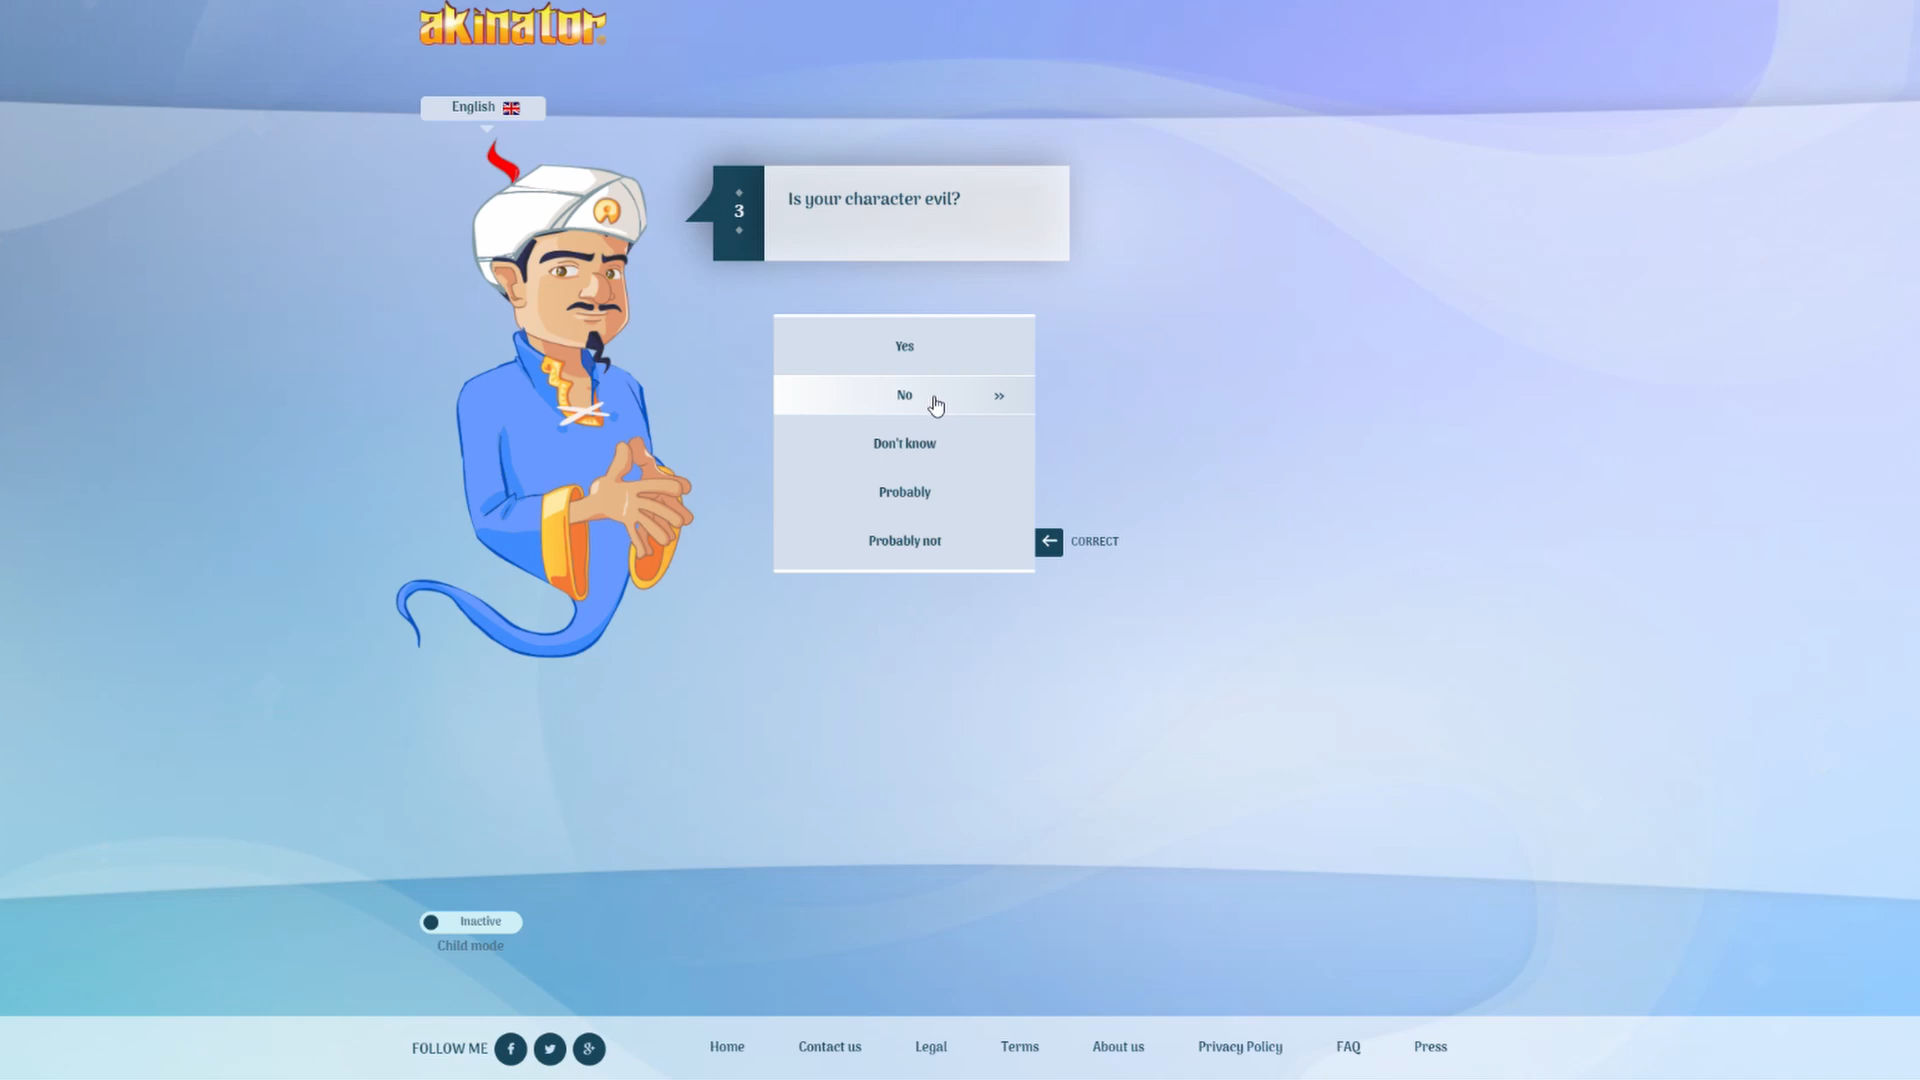 akinator.
English
3
Is your character evil?
Yes
No
Don't know
Probably
Probably not
CORRECT
Inactive
Child mode
FOLLOW ME
Home
Contact us
Legal
Terms
About us
Privacy Policy
FAQ
Press